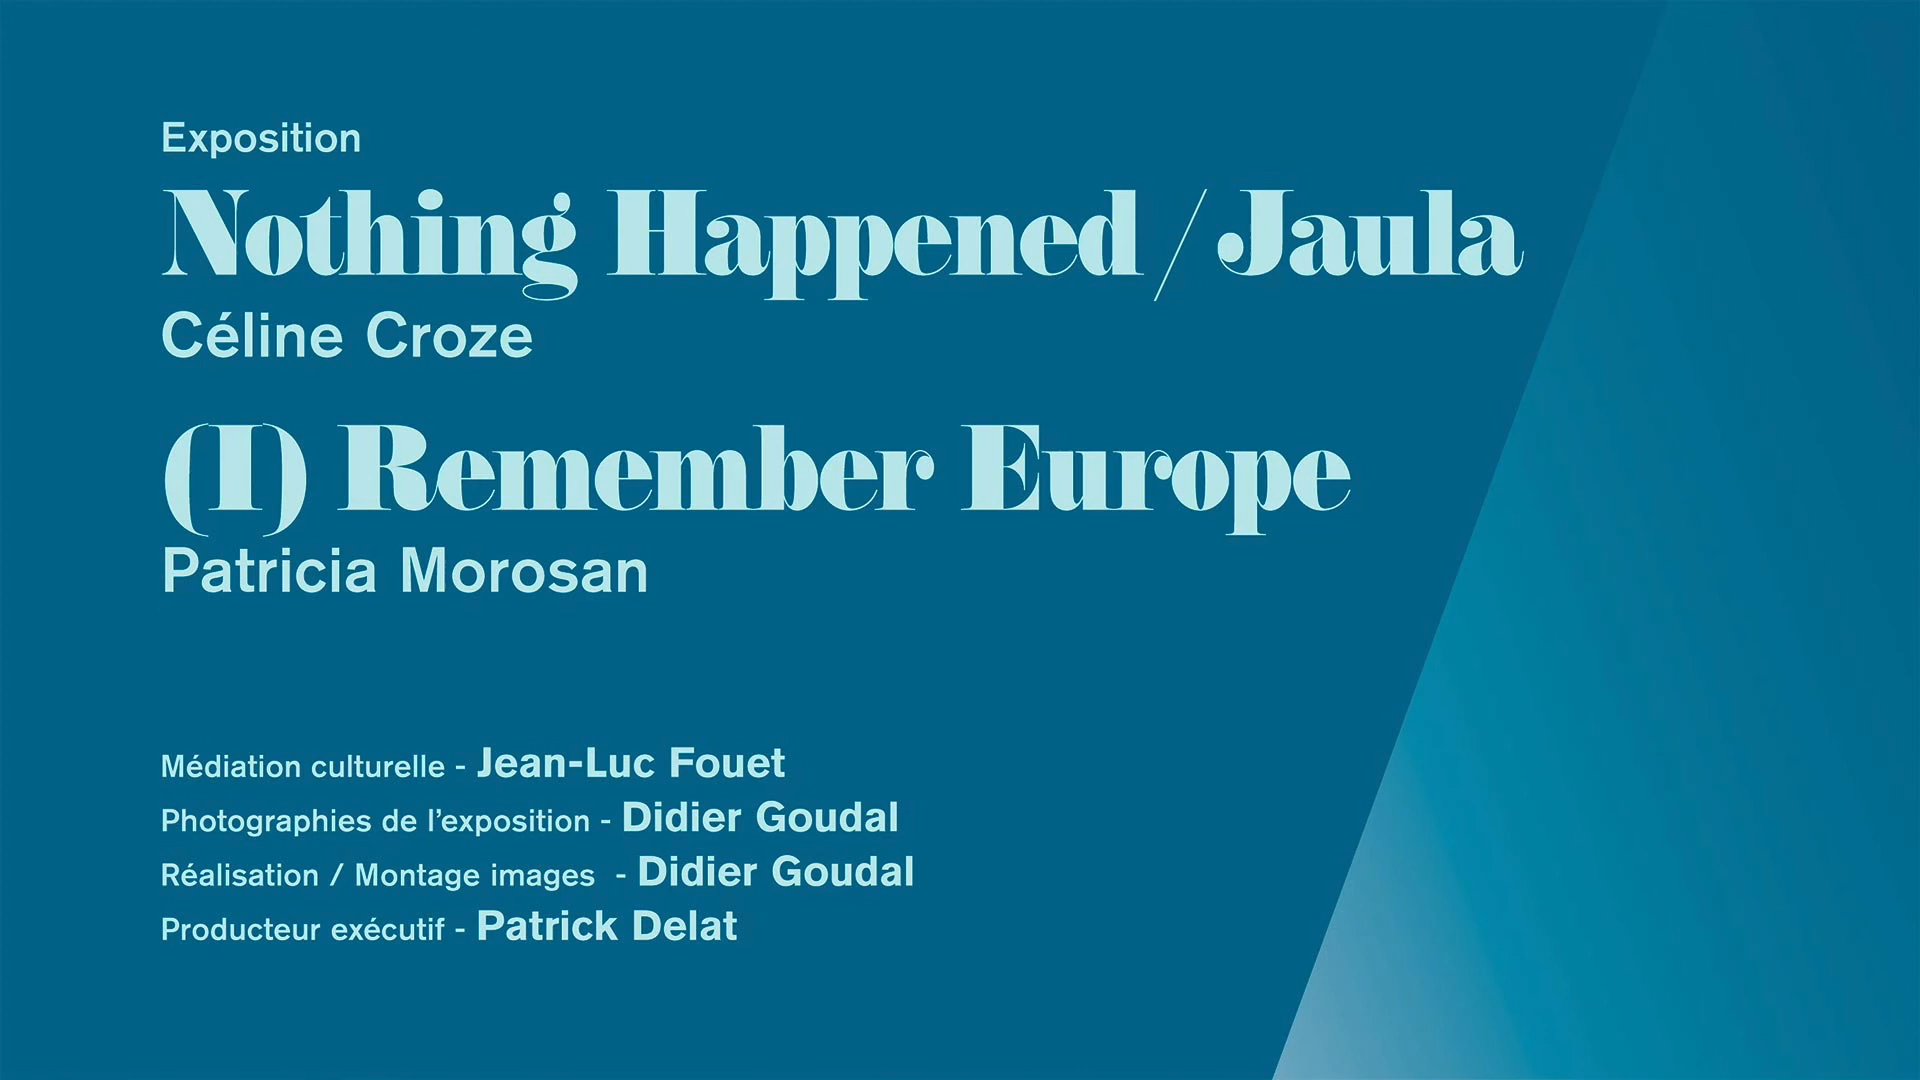 Exposition
Nothing Happened / Jaula
Céline Croze
(I) Remember Europe
Patricia Morosan
Médiation culturelle - Jean-Luc Fouet
Photographies de l’exposition - Didier Goudal
Réalisation / Montage images - Didier Goudal
Producteur exécutif - Patrick Delat